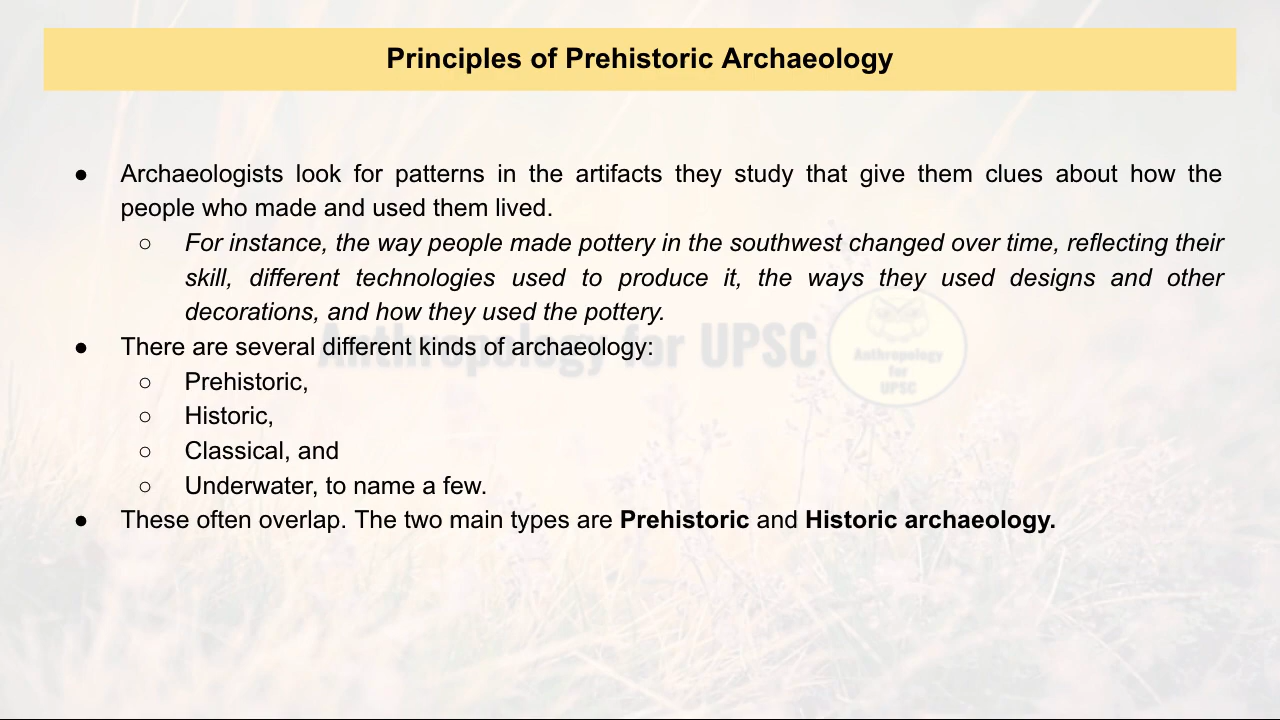 Principles of Prehistoric Archaeology
● Archaeologists look for patterns in the artifacts they study that give them clues about how the
people who made and used them lived.
○ For instance, the way people made pottery in the southwest changed over time, reflecting their
skill, different technologies used to produce it, the ways they used designs and other
decorations, and how they used the pottery.
● There are several different kinds of archaeology:
○ Prehistoric,
○ Historic,
○ Classical, and
○ Underwater, to name a few.
● These often overlap. The two main types are Prehistoric and Historic archaeology.
Anthropology for UPSC
Anthropology
for
UPSC